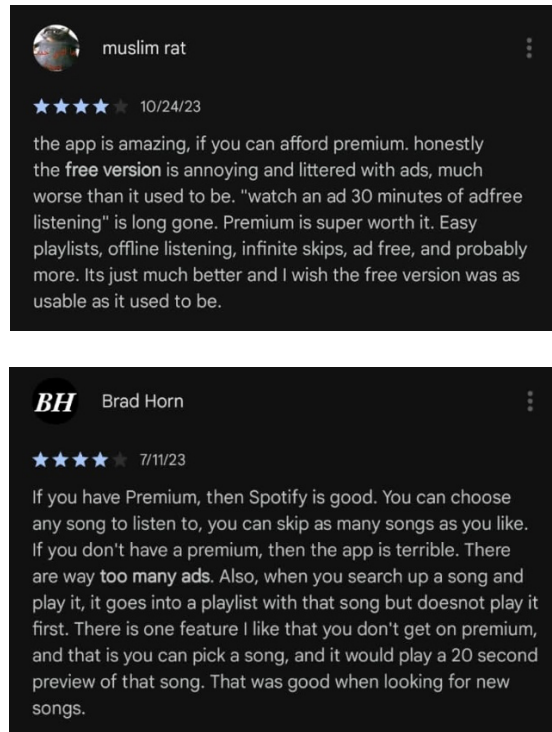 muslim rat
10/24/23
the app is amazing, if you can afford premium. honestly
the free version is annoying and littered with ads, much
worse than it used to be. "watch an ad 30 minutes of adfree
listening" is long gone. Premium is super worth it. Easy
playlists, offline listening, infinite skips, ad free, and probably
more. Its just much better and I wish the free version was as
usable as it used to be.
BH Brad Horn
7/11/23
If you have Premium, then Spotify is good. You can choose
any song to listen to, you can skip as many songs as you like.
If you don't have a premium, then the app is terrible. There
are way too many ads. Also, when you search up a song and
play it, it goes into a playlist with that song but doesnot play it
first. There is one feature I like that you don't get on premium,
and that is you can pick a song, and it would play a 20 second
preview of that song. That was good when looking for new
songs.